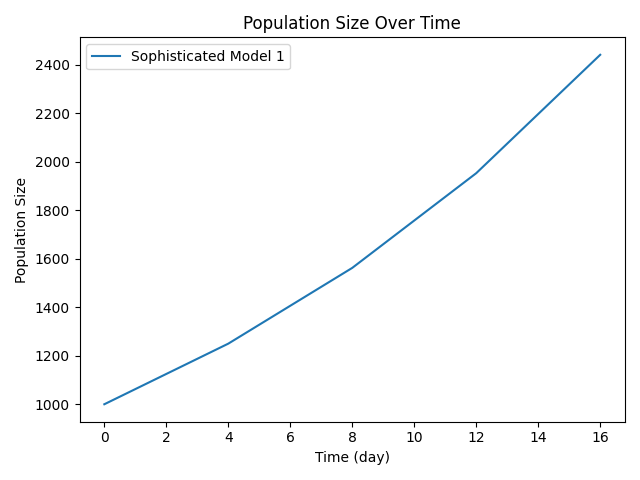 Population Size Over Time
Sophisticated Model 1
2400
2200
2000
1800
1600
1400
1200
1000
Population Size
0 2 4 6 8 10 12 14 16
Time (day)